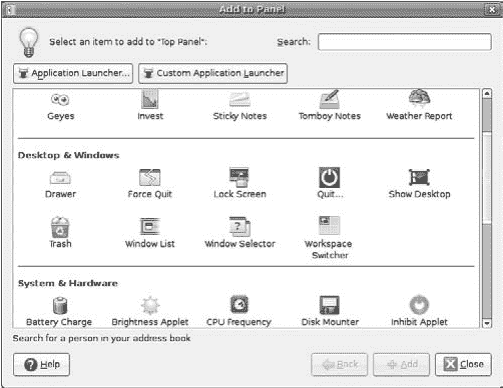 Add to Panel
Select an item to add to "Top Panel":
Search:
Application Launcher...
Custom Application Launcher
Geyes
Invest
Sticky Notes
Tomboy Notes
Weather Report
Desktop & Windows
Drawer
Force Quit
Lock Screen
Quit...
Show Desktop
Trash
Window List
Window Selector
Workspace
Switcher
System & Hardware
Battery Charge
Brightness Applet
CPU Frequency
Disk Mounter
Inhibit Applet
Search for a person in your address book
Help
Back
Add
Close